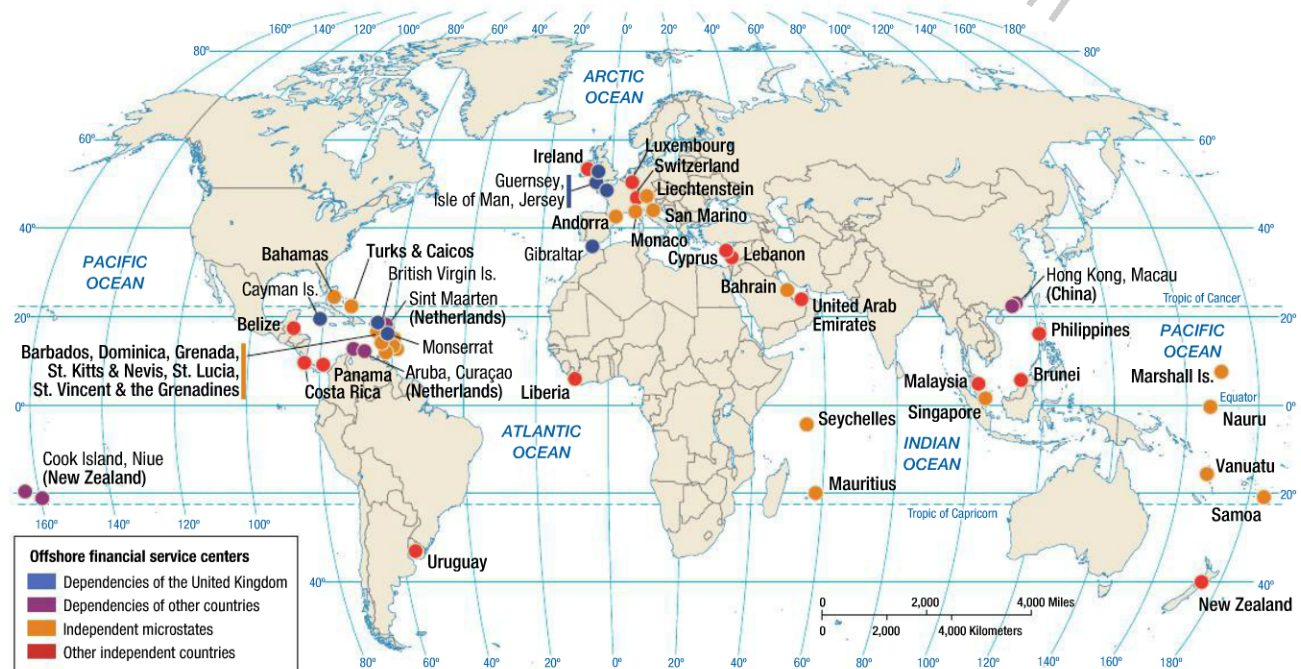 160° 140° 120° 100° 80° 60° 40° 20° 0° 20° 40° 60° 80° 100° 120° 140° 160° 180°
80° 80°
ARCTIC
OCEAN
60° 60°
Luxembourg
Ireland
Switzerland
Guernsey,
Isle of Man, Jersey
Liechtenstein
Andorra
San Marino
40° 40°
Monaco
Gibraltar
Cyprus
Lebanon
PACIFIC
OCEAN
Bahamas
Turks & Caicos
British Virgin Is.
Cayman Is.
Sint Maarten
(Netherlands)
Bahrain
United Arab
Emirates
Hong Kong, Macau
(China)
Tropic of Cancer
20° 20°
Belize
Philippines
PACIFIC
OCEAN
Monserrat
Barbados, Dominica, Grenada,
St. Kitts & Nevis, St. Lucia,
St. Vincent & the Grenadines
Panama
Costa Rica
Aruba, Curaçao
(Netherlands)
Liberia
Malaysia
Brunei
Singapore
Marshall Is.
Equator
0° 0°
Nauru
Seychelles
ATLANTIC
OCEAN
INDIAN
OCEAN
Cook Island, Niue
(New Zealand)
Vanuatu
Mauritius
20° 20°
Tropic of Capricorn
Samoa
160° 140° 120° 100°
Uruguay
Offshore financial service centers
Dependencies of the United Kingdom
Dependencies of other countries
Independent microstates
Other independent countries
40° 40°
New Zealand
0 2,000 4,000 Miles
0 2,000 4,000 Kilometers
80° 60° 40° 20° 0° 20° 40° 60° 80° 100° 120° 140° 160° 180°